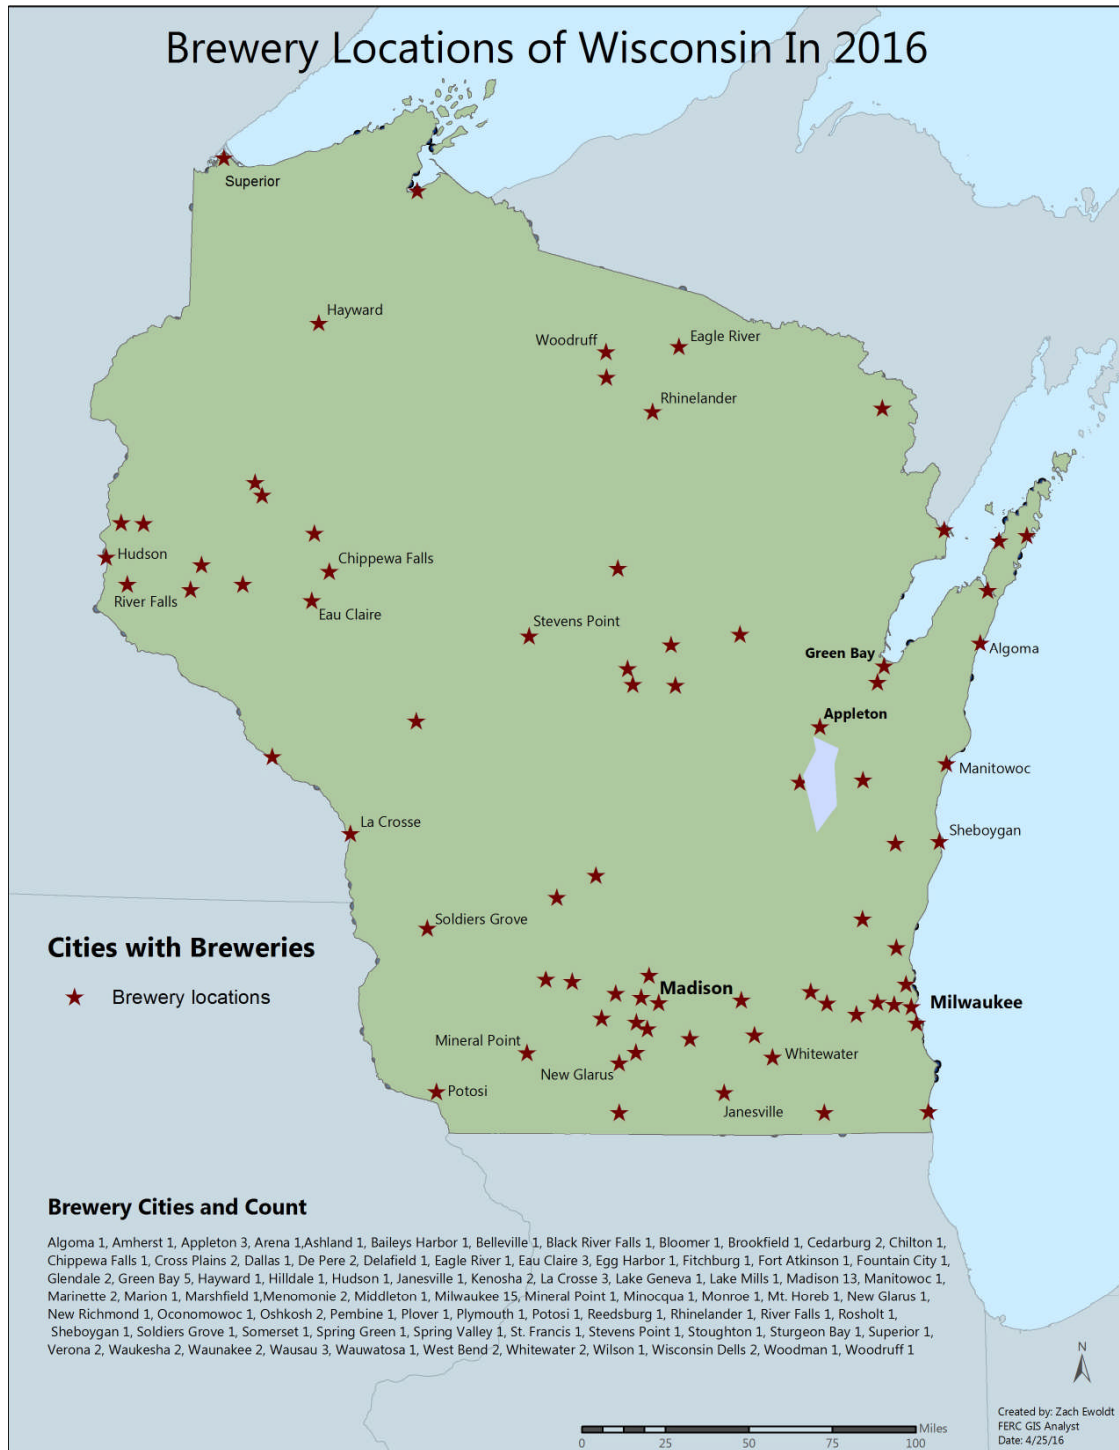 Brewery Locations of Wisconsin In 2016
Superior
Hayward
Woodruff
Eagle River
Rhinelander
Hudson
Chippewa Falls
River Falls
Eau Claire
Stevens Point
Green Bay
Algoma
Appleton
Manitowoc
La Crosse
Sheboygan
Soldiers Grove
Cities with Breweries
Brewery locations
Madison
Milwaukee
Mineral Point
Whitewater
New Glarus
Potosi
Janesville
Brewery Cities and Count
Algoma 1, Amherst 1, Appleton 3, Arena 1,Ashland 1, Baileys Harbor 1, Belleville 1, Black River Falls 1, Bloomer 1, Brookfield 1, Cedarburg 2, Chilton 1,
Chippewa Falls 1, Cross Plains 2, Dallas 1, De Pere 2, Delafield 1, Eagle River 1, Eau Claire 3, Egg Harbor 1, Fitchburg 1, Fort Atkinson 1, Fountain City 1,
Glendale 2, Green Bay 5, Hayward 1, Hilldale 1, Hudson 1, Janesville 1, Kenosha 2, La Crosse 3, Lake Geneva 1, Lake Mills 1, Madison 13, Manitowoc 1,
Marinette 2, Marion 1, Marshfield 1,Menomonie 2, Middleton 1, Milwaukee 15, Mineral Point 1, Minocqua 1, Monroe 1, Mt. Horeb 1, New Glarus 1,
New Richmond 1, Oconomowoc 1, Oshkosh 2, Pembine 1, Plover 1, Plymouth 1, Potosi 1, Reedsburg 1, Rhinelander 1, River Falls 1, Rosholt 1,
Sheboygan 1, Soldiers Grove 1, Somerset 1, Spring Green 1, Spring Valley 1, St. Francis 1, Stevens Point 1, Stoughton 1, Sturgeon Bay 1, Superior 1,
Verona 2, Waukesha 2, Waunakee 2, Wausau 3, Wauwatosa 1, West Bend 2, Whitewater 2, Wilson 1, Wisconsin Dells 2, Woodman 1, Woodruff 1
N
Created by: Zach Ewoldt
FERC GIS Analyst
Date: 4/25/16
Miles
0 25 50 75 100